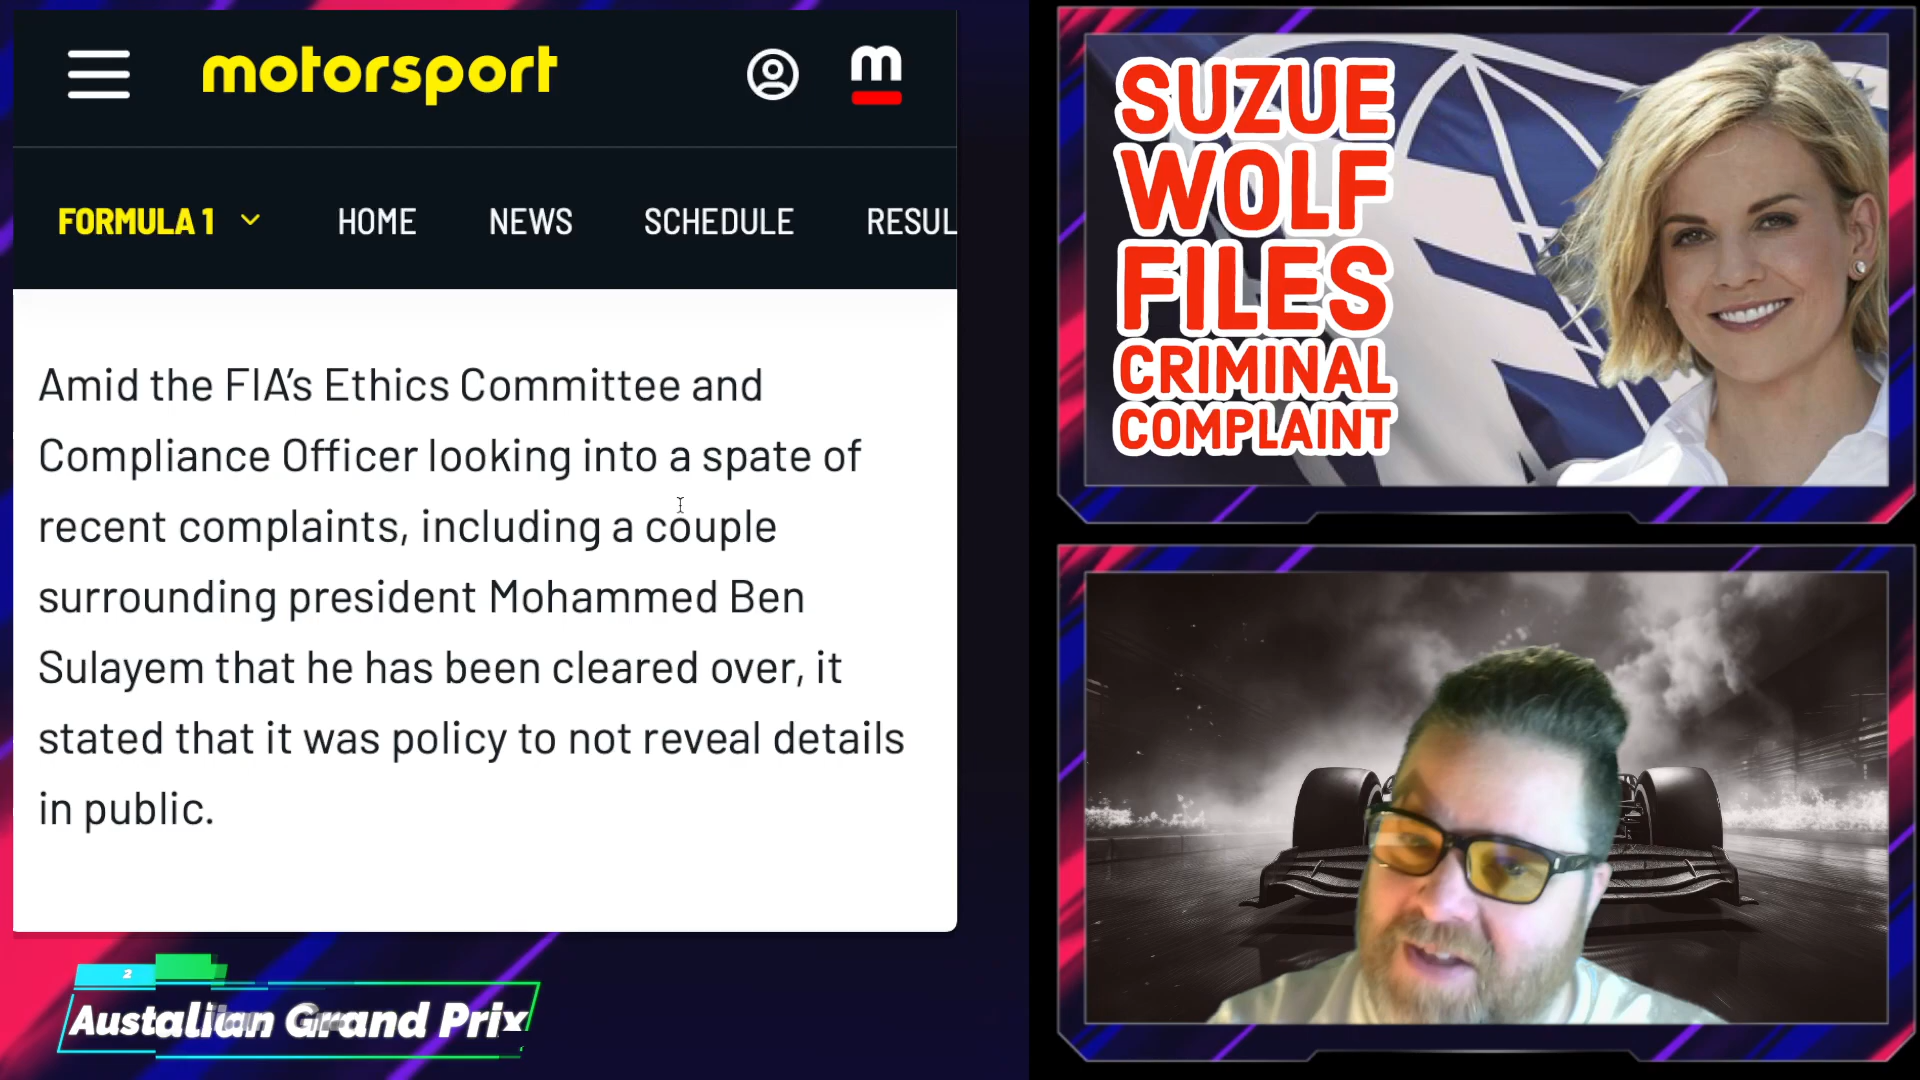 motorsport
m
FORMULA 1
HOME
NEWS
SCHEDULE
RESUL
Amid the FIA's Ethics Committee and
Compliance Officer looking into a spate of
recent complaints, including a couple
surrounding president Mohammed Ben
Sulayem that he has been cleared over, it
stated that it was policy to not reveal details
in public.
2
Austalian Grand Prix
SUZUE
WOLF
FILES
CRIMINAL
COMPLAINT